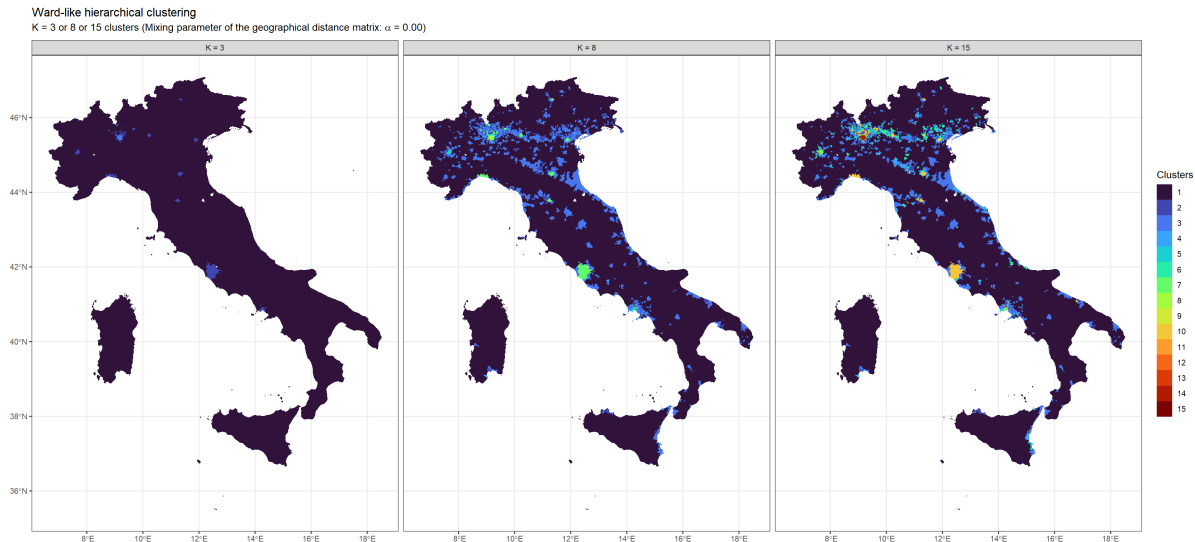 Ward-like hierarchical clustering
K = 3 or 8 or 15 clusters (Mixing parameter of the geographical distance matrix: α = 0.00)
K = 3
K = 8
K = 15
46°N
44°N
42°N
40°N
38°N
36°N
8°E 10°E 12°E 14°E 16°E 18°E
8°E 10°E 12°E 14°E 16°E 18°E
8°E 10°E 12°E 14°E 16°E 18°E
Clusters
1
2
3
4
5
6
7
8
9
10
11
12
13
14
15